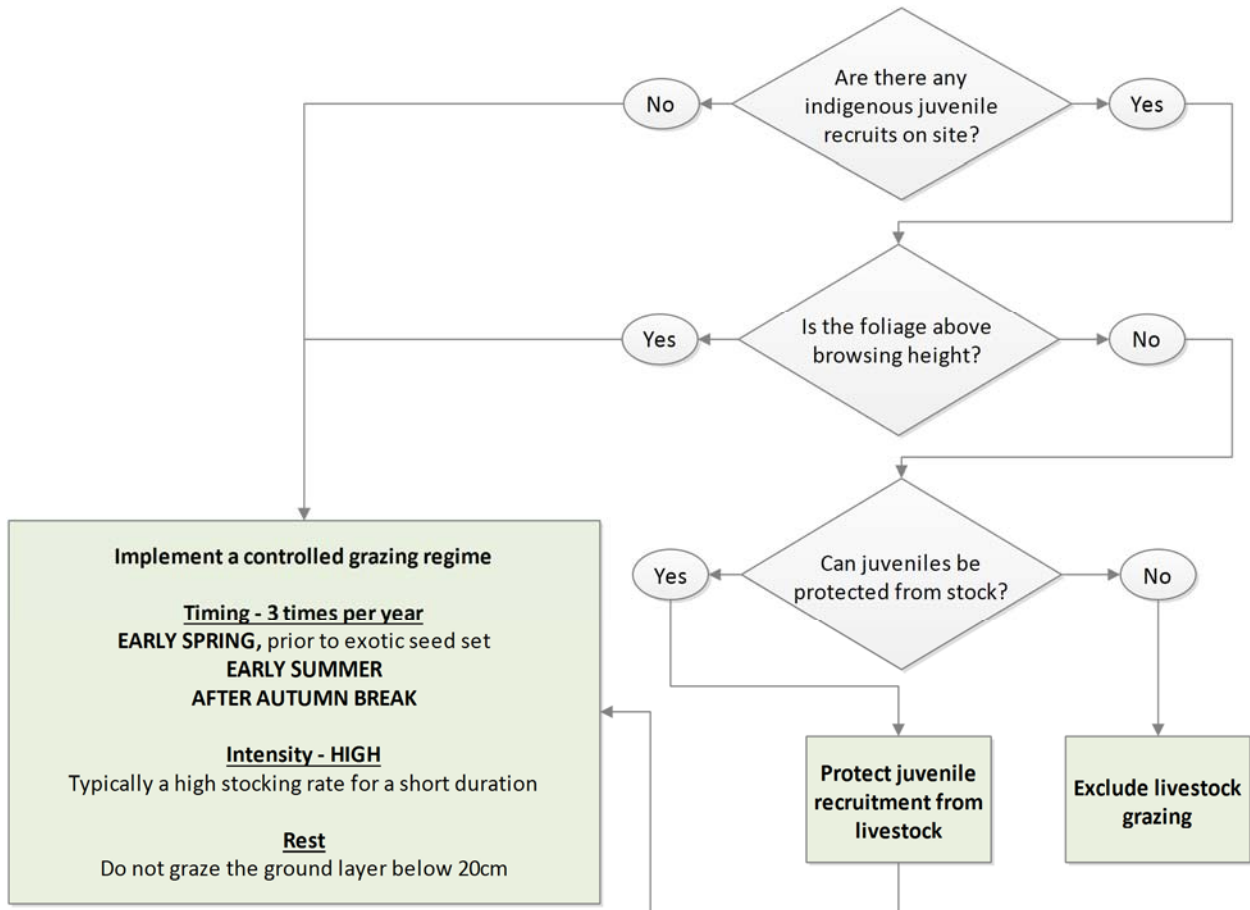 Are there any
indigenous juvenile
recruits on site?
No
Yes
Is the foliage above
browsing height?
Yes
No
Can juveniles be
protected from stock?
Yes
No
Implement a controlled grazing regime
Timing - 3 times per year
EARLY SPRING, prior to exotic seed set
EARLY SUMMER
AFTER AUTUMN BREAK
Intensity - HIGH
Typically a high stocking rate for a short duration
Rest
Do not graze the ground layer below 20cm
Protect juvenile
recruitment from
livestock
Exclude livestock
grazing